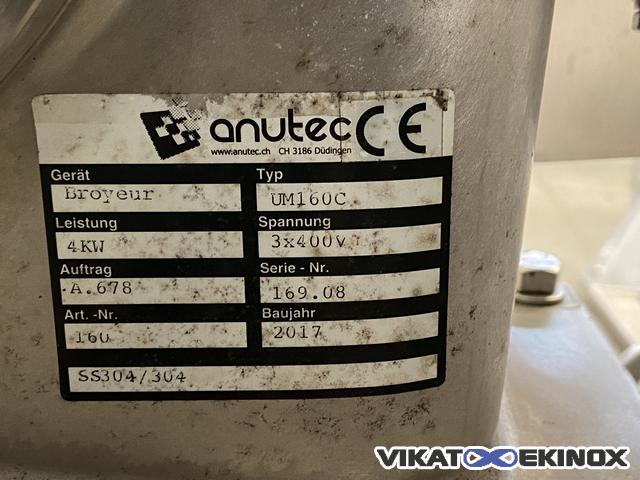 anutec CE
www.anutec.ch CH 3186 Düdingen
Gerät Typ
Broyeur UM160C
Leistung Spannung
4KW 3x400v
Auftrag Serie - Nr.
A.678 169.08
Art.-Nr. Baujahr
160 2017
SS304/304
VIKAT EKINOX